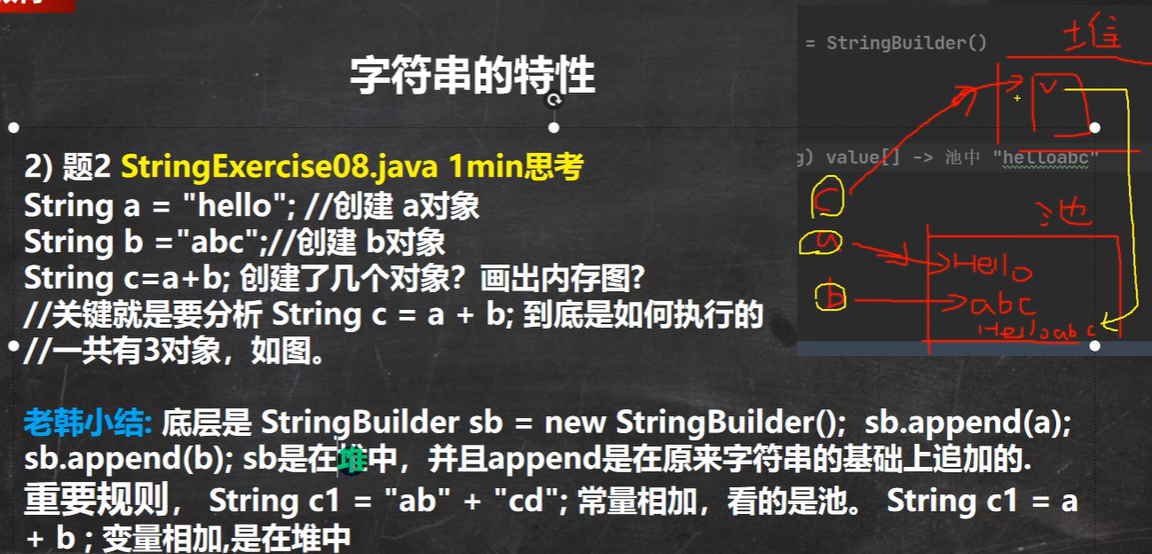 字符串的特性
2) 题2 StringExercise08.java 1min思考
String a = "hello"; //创建 a对象
String b ="abc";//创建 b对象
String c=a+b; 创建了几个对象？画出内存图？
//关键就是要分析 String c = a + b; 到底是如何执行的
//一共有3对象，如图。
老韩小结: 底层是 StringBuilder sb = new StringBuilder(); sb.append(a);
sb.append(b); sb是在堆中，并且append是在原来字符串的基础上追加的.
重要规则， String c1 = "ab" + "cd"; 常量相加，看的是池。 String c1 = a
+ b ; 变量相加,是在堆中
= StringBuilder()
堆
v
g) value[] -> 池中 "helloabc"
c
池
a
Hello
b
abc
Helloabc